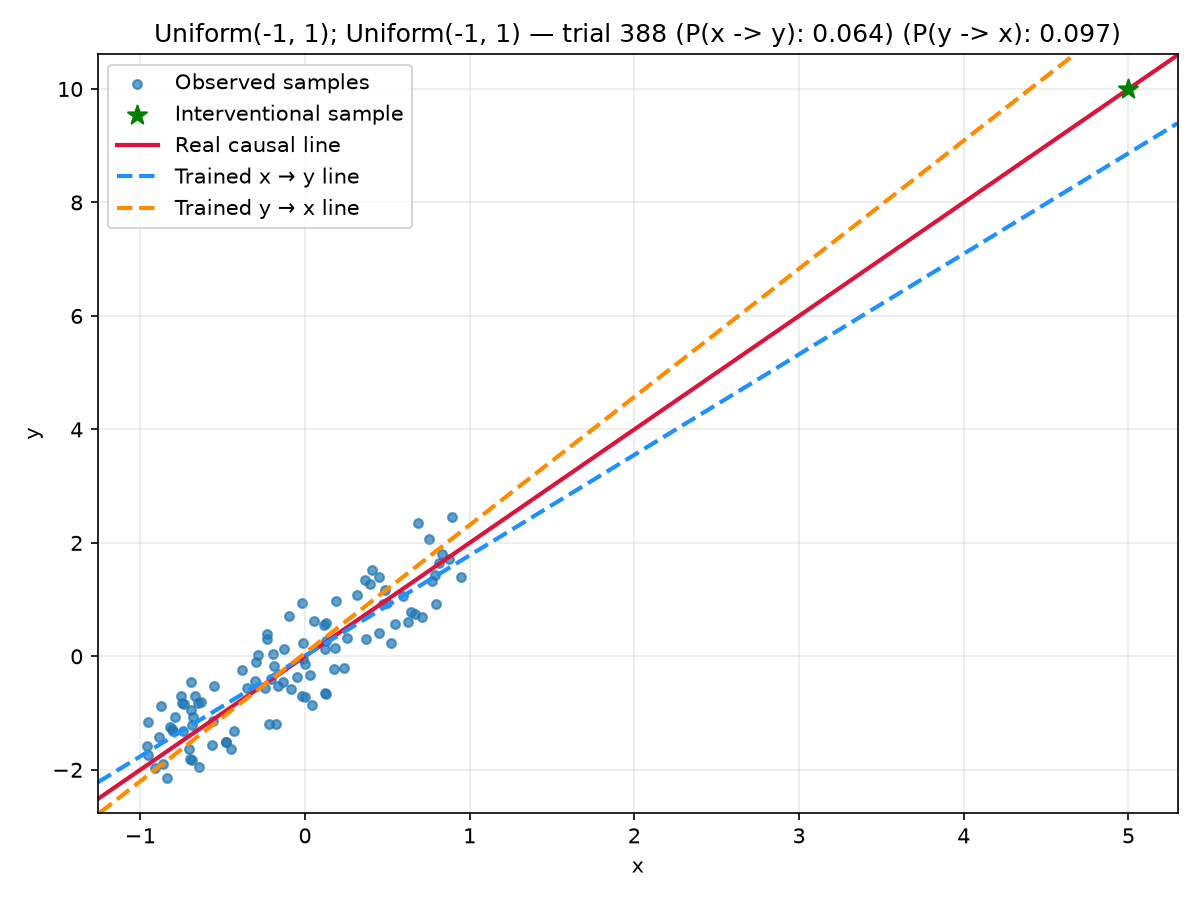 Uniform(-1, 1); Uniform(-1, 1) — trial 388 (P(x -> y): 0.064) (P(y -> x): 0.097)
Observed samples
Interventional sample
Real causal line
Trained x → y line
Trained y → x line
10
8
6
4
2
0
−2
y
−1
0
1
2
3
4
5
x